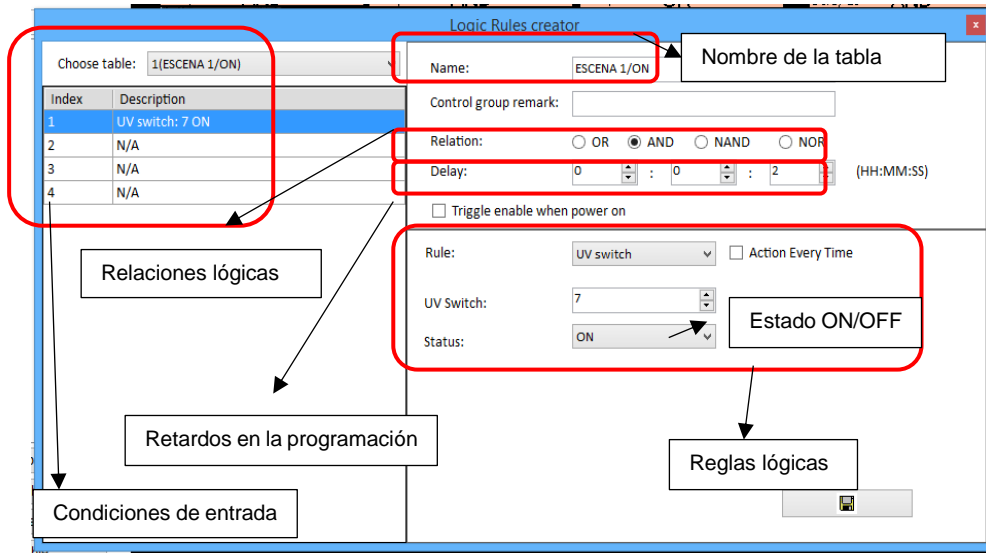 Logic Rules creator
x
Choose table: 1(ESCENA 1/ON)
Index Description
1 UV switch: 7 ON
2 N/A
3 N/A
4 N/A
Name: ESCENA 1/ON
Nombre de la tabla
Control group remark:
Relation: OR AND NAND NOR
Delay: 0 : 0 : 2 (HH:MM:SS)
Triggle enable when power on
Relaciones lógicas
Rule: UV switch Action Every Time
UV Switch: 7
Status: ON
Estado ON/OFF
Retardos en la programación
Reglas lógicas
Condiciones de entrada